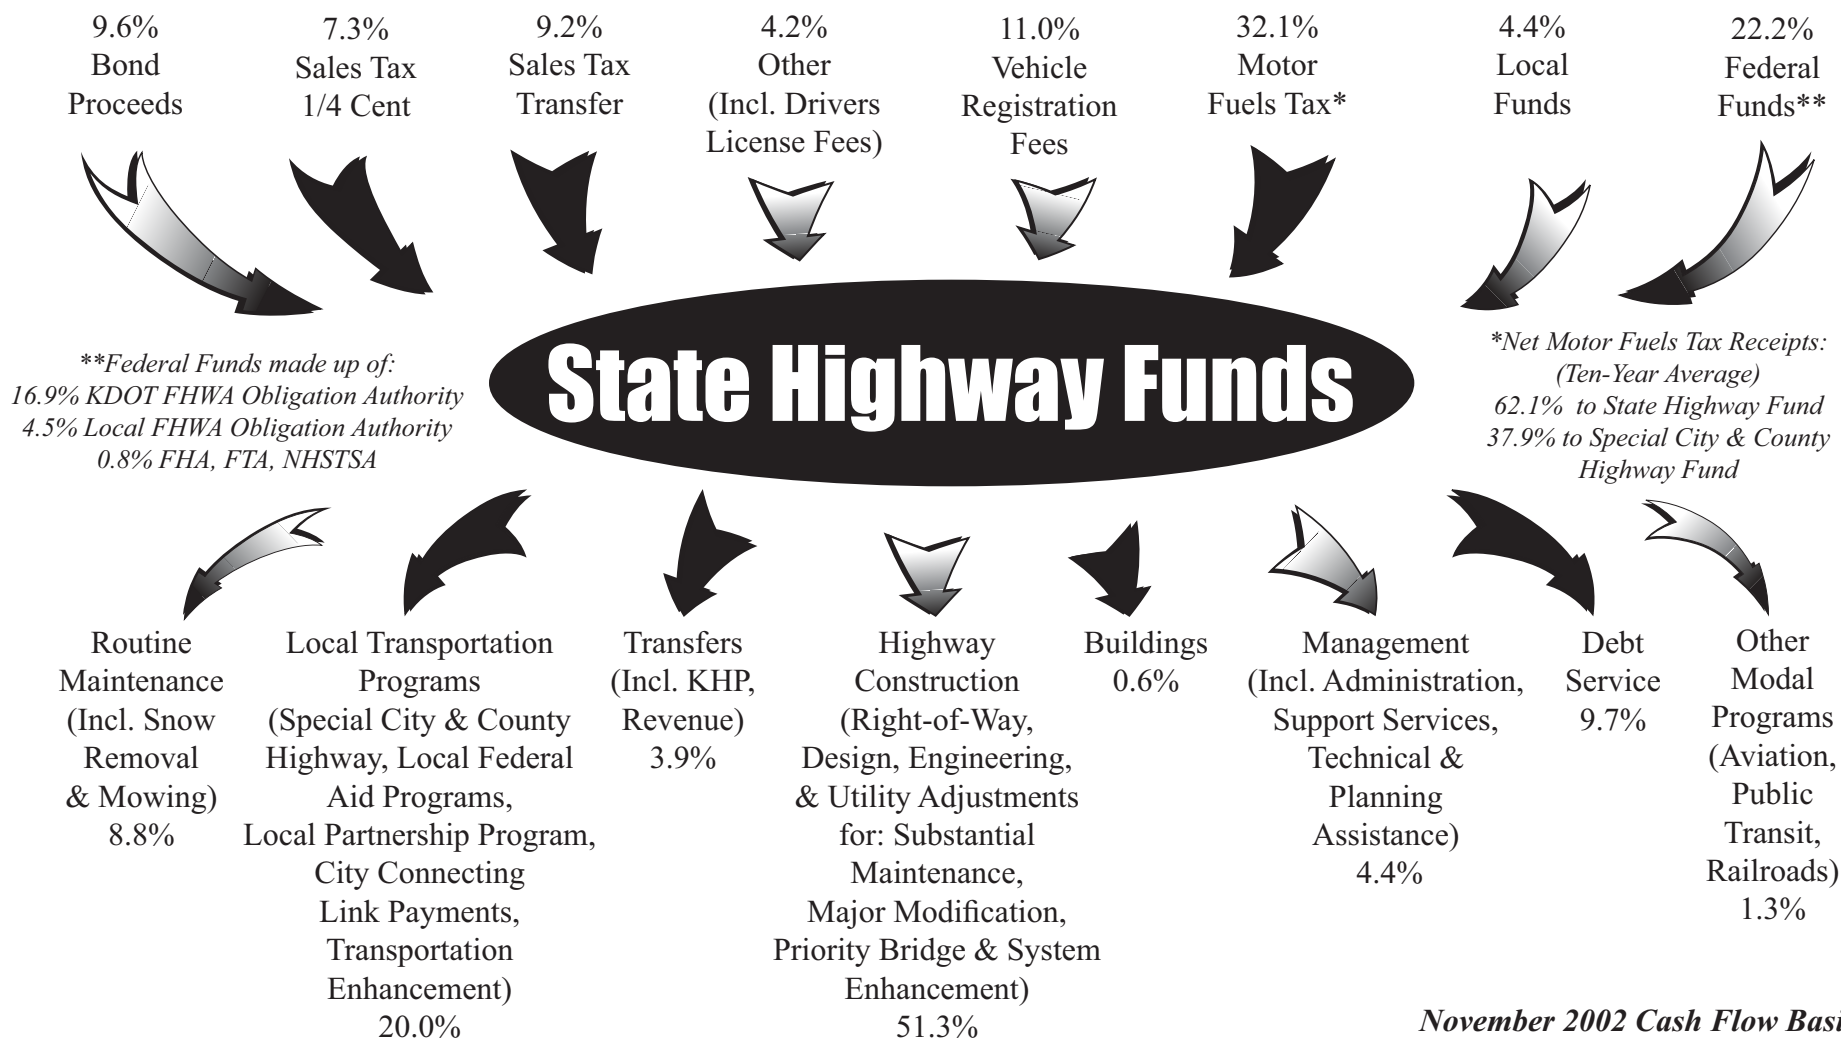 9.6%
Bond
Proceeds
7.3%
Sales Tax
1/4 Cent
9.2%
Sales Tax
Transfer
4.2%
Other
(Incl. Drivers
License Fees)
11.0%
Vehicle
Registration
Fees
32.1%
Motor
Fuels Tax*
4.4%
Local
Funds
22.2%
Federal
Funds**
**Federal Funds made up of:
16.9% KDOT FHWA Obligation Authority
4.5% Local FHWA Obligation Authority
0.8% FHA, FTA, NHSTSA
State Highway Funds
*Net Motor Fuels Tax Receipts:
(Ten-Year Average)
62.1% to State Highway Fund
37.9% to Special City & County
Highway Fund
Routine
Maintenance
(Incl. Snow
Removal
& Mowing)
8.8%
Local Transportation
Programs
(Special City & County
Highway, Local Federal
Aid Programs,
Local Partnership Program,
City Connecting
Link Payments,
Transportation
Enhancement)
20.0%
Transfers
(Incl. KHP,
Revenue)
3.9%
Highway
Construction
(Right-of-Way,
Design, Engineering,
& Utility Adjustments
for: Substantial
Maintenance,
Major Modification,
Priority Bridge & System
Enhancement)
51.3%
Buildings
0.6%
Management
(Incl. Administration,
Support Services,
Technical &
Planning
Assistance)
4.4%
Debt
Service
9.7%
Other
Modal
Programs
(Aviation,
Public
Transit,
Railroads)
1.3%
November 2002 Cash Flow Basi